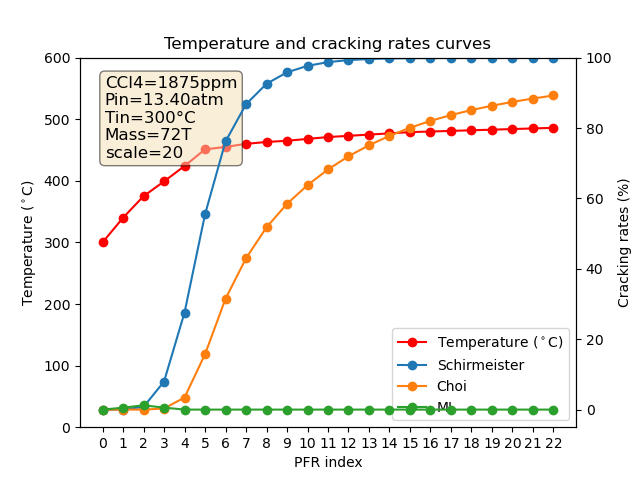 Temperature and cracking rates curves
CCl4=1875ppm
Pin=13.40atm
Tin=300°C
Mass=72T
scale=20
Temperature (°C)
600
500
400
300
200
100
0
Cracking rates (%)
100
80
60
40
20
0
Temperature (°C)
Schirmeister
Choi
ML
0 1 2 3 4 5 6 7 8 9 10 11 12 13 14 15 16 17 18 19 20 21 22
PFR index